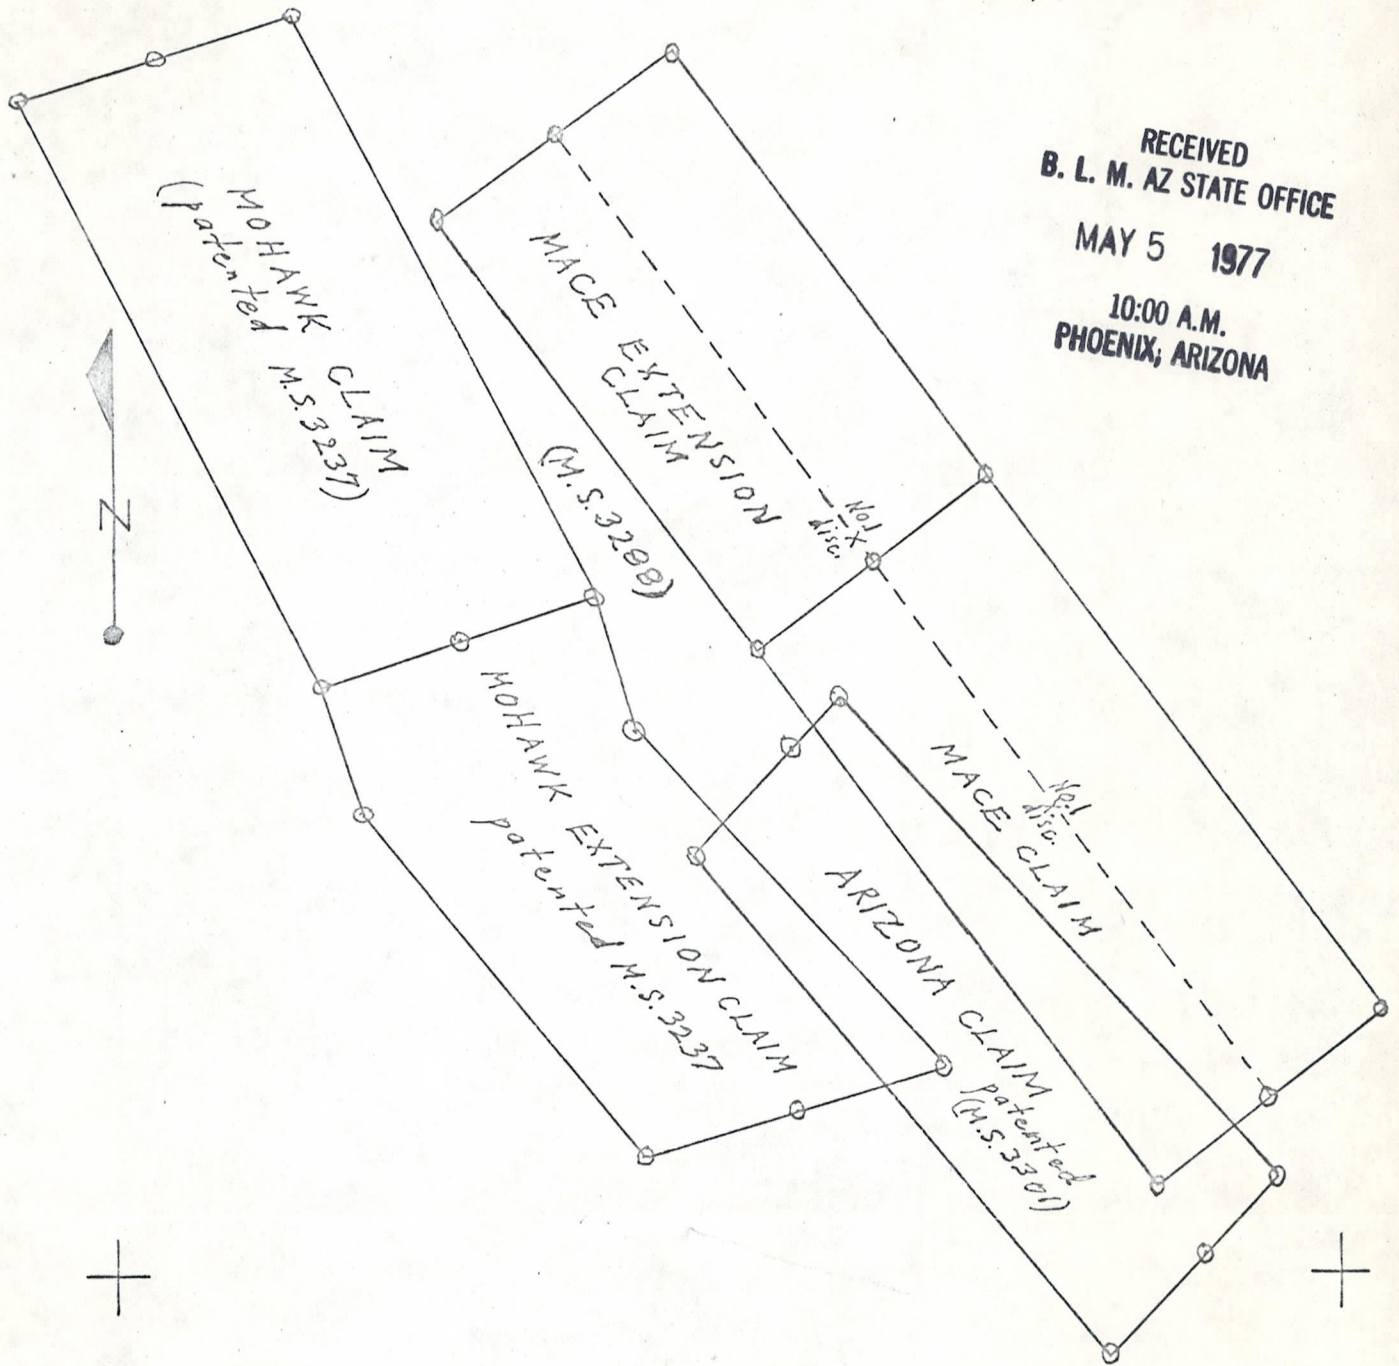 RECEIVED
B. L. M. AZ STATE OFFICE
MAY 5 1977
10:00 A.M.
PHOENIX, ARIZONA
MOHAWK CLAIM
(patented M.S.3237)
MACE EXTENSION
CLAIM
(M.S.3288)
No.1
X
disc.
N
MOHAWK EXTENSION CLAIM
patented M.S.3237
No.1
disc.
MACE CLAIM
ARIZONA CLAIM
patented
(M.S.3301)